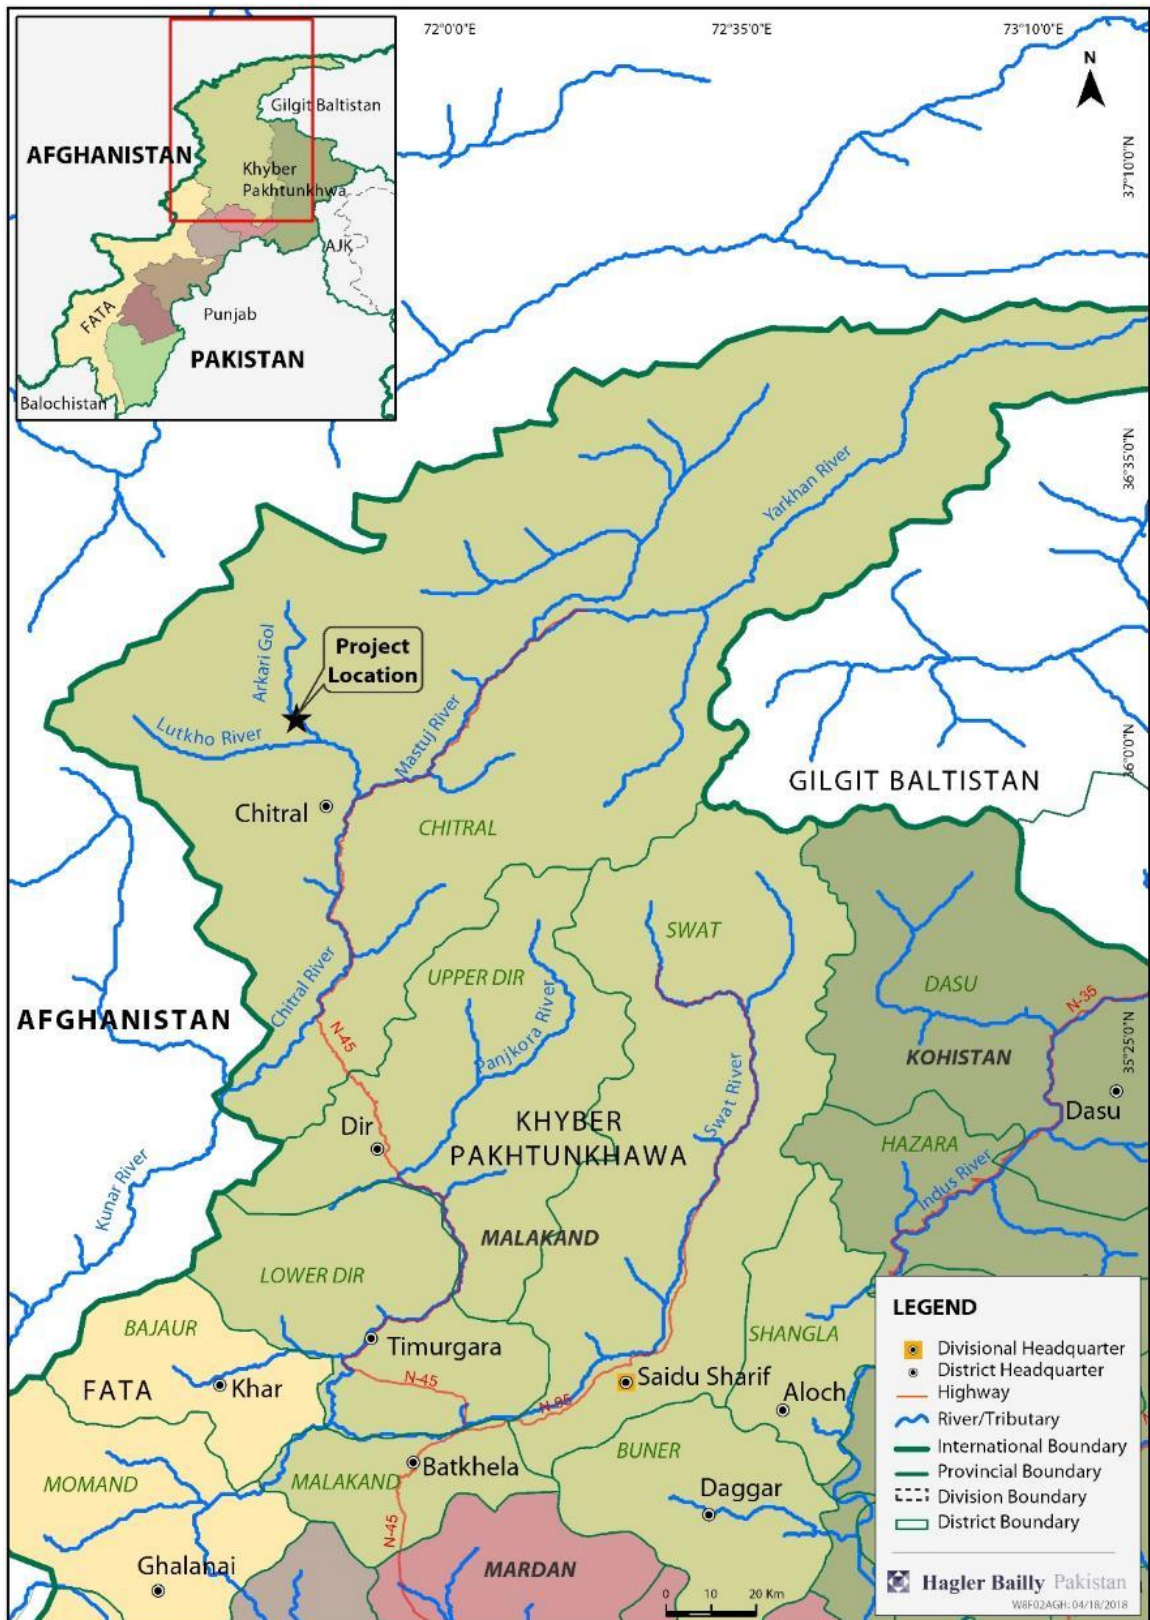 72°0'0"E
72°35'0"E
73°10'0"E
N
Gilgit Baltistan
AFGHANISTAN
Khyber
Pakhtunkhwa
AJK
FATA
Punjab
PAKISTAN
Balochistan
37°10'0"N
36°35'0"N
Yarkhan River
Arkari Gol
Project
Location
Lutkho River
Mastuj River
36°0'0"N
GILGIT BALTISTAN
Chitral
CHITRAL
SWAT
UPPER DIR
DASU
Chitral River
Panjkora River
AFGHANISTAN
N-45
N-35
35°25'0"N
KOHISTAN
Swat River
Dasu
KHYBER
PAKHTUNKHAWA
Dir
HAZARA
Indus River
Kunar River
MALAKAND
LOWER DIR
BAJAUR
SHANGLA
Timurgara
FATA
Khar
N-45
Saidu Sharif
Aloch
N-95
BUNER
MOMAND
MALAKAND
Batkhela
Daggar
N-45
Ghalanai
MARDAN
0 10 20 Km
LEGEND
Divisional Headquarter
District Headquarter
Highway
River/Tributary
International Boundary
Provincial Boundary
Division Boundary
District Boundary
Hagler Bailly Pakistan
W8F02AGH: 04/18/2018